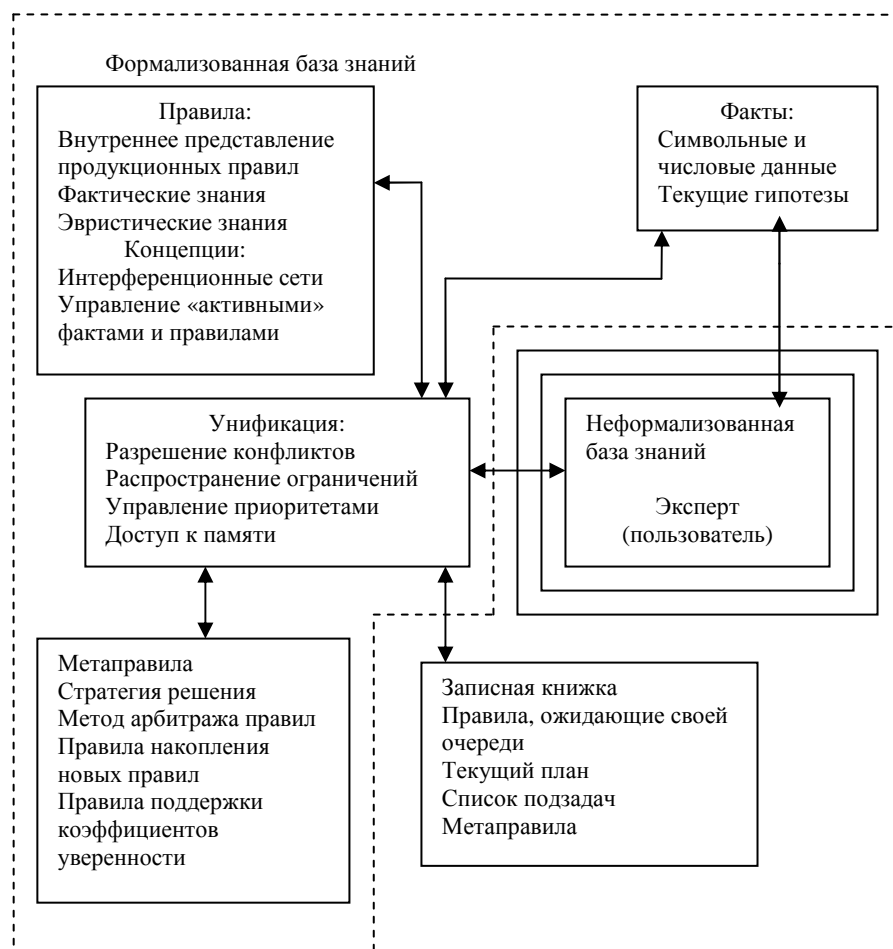 Формализованная база знаний
Правила:
Внутреннее представление
продукционных правил
Фактические знания
Эвристические знания
Концепции:
Интерференционные сети
Управление «активными»
фактами и правилами
Факты:
Символьные и
числовые данные
Текущие гипотезы
Унификация:
Разрешение конфликтов
Распространение ограничений
Управление приоритетами
Доступ к памяти
Неформализованная
база знаний
Эксперт
(пользователь)
Метаправила
Стратегия решения
Метод арбитража правил
Правила накопления
новых правил
Правила поддержки
коэффициентов
уверенности
Записная книжка
Правила, ожидающие своей
очереди
Текущий план
Список подзадач
Метаправила